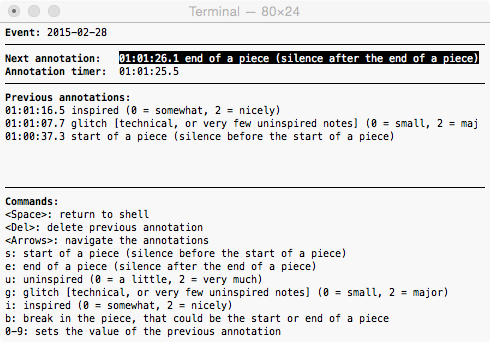 Terminal — 80×24
Event: 2015-02-28
Next annotation: 01:01:26.1 end of a piece (silence after the end of a piece)
Annotation timer: 01:01:25.5
Previous annotations:
01:01:16.5 inspired (0 = somewhat, 2 = nicely)
01:01:07.7 glitch [technical, or very few uninspired notes] (0 = small, 2 = maj
01:00:37.3 start of a piece (silence before the start of a piece)
Commands:
<Space>: return to shell
<Del>: delete previous annotation
<Arrows>: navigate the annotations
s: start of a piece (silence before the start of a piece)
e: end of a piece (silence after the end of a piece)
u: uninspired (0 = a little, 2 = very much)
g: glitch [technical, or very few uninspired notes] (0 = small, 2 = major)
i: inspired (0 = somewhat, 2 = nicely)
b: break in the piece, that could be the start or end of a piece
0-9: sets the value of the previous annotation